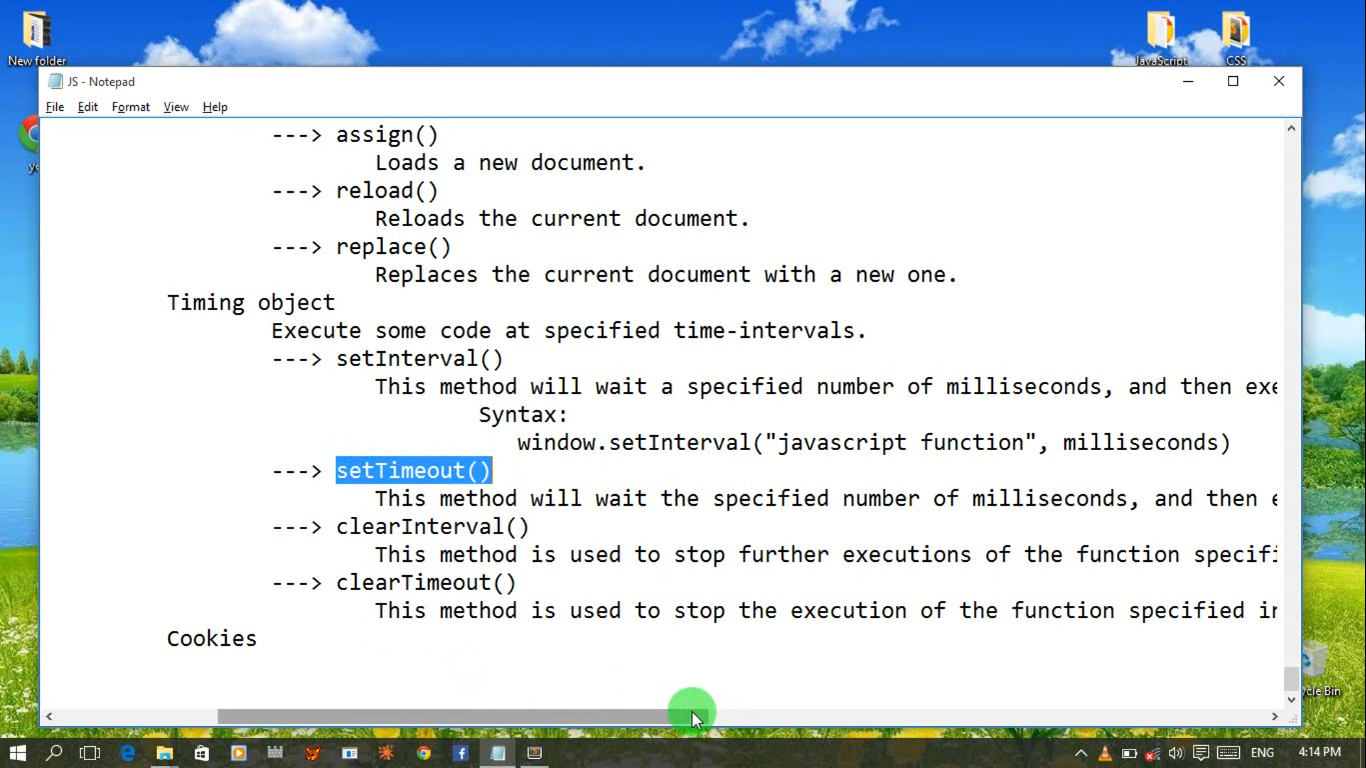 New folder
JavaScript
CSS
JS - Notepad
File Edit Format View Help
---> assign()
Loads a new document.
---> reload()
Reloads the current document.
---> replace()
Replaces the current document with a new one.
Timing object
Execute some code at specified time-intervals.
---> setInterval()
This method will wait a specified number of milliseconds, and then exe
Syntax:
window.setInterval("javascript function", milliseconds)
---> setTimeout()
This method will wait the specified number of milliseconds, and then e
---> clearInterval()
This method is used to stop further executions of the function specifi
---> clearTimeout()
This method is used to stop the execution of the function specified in
Cookies
cle Bin
ENG 4:14 PM